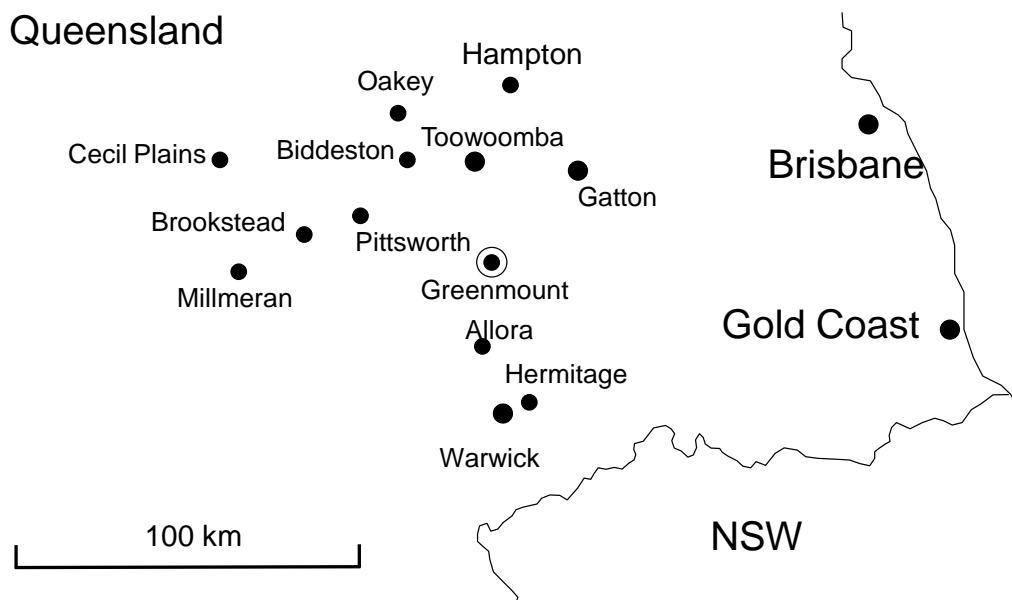 Queensland
Hampton
Oakey
Toowoomba
Cecil Plains
Biddeston
Brisbane
Gatton
Brookstead
Pittsworth
Millmeran
Greenmount
Gold Coast
Allora
Hermitage
Warwick
100 km
NSW